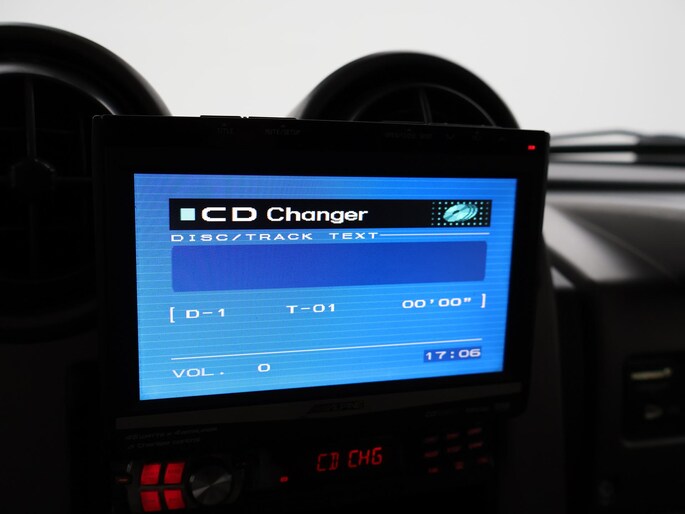 CD Changer
DISC/TRACK TEXT
[ D-1 T-01 00'00" ]
17:06
VOL. 0
CD CHG